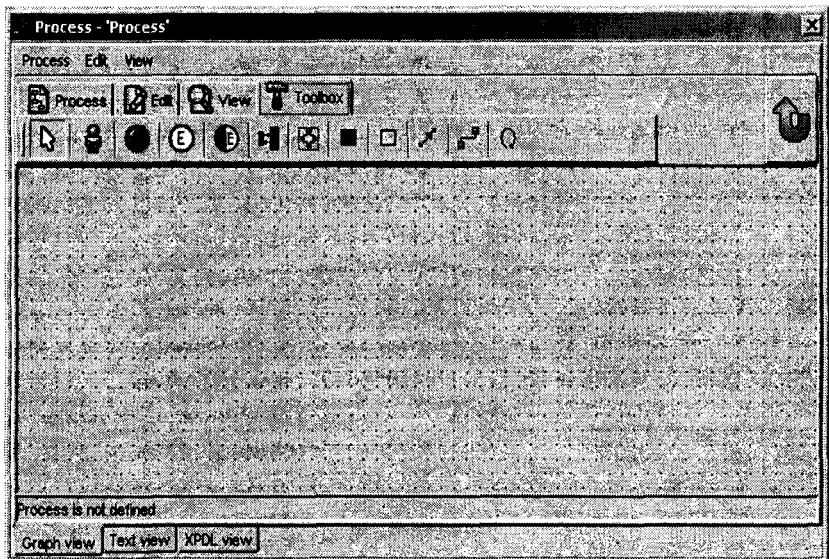 Process - 'Process'
Process Edit View
Process Edit View Toolbox
E E
Process is not defined
Graph view Text view XPDL view